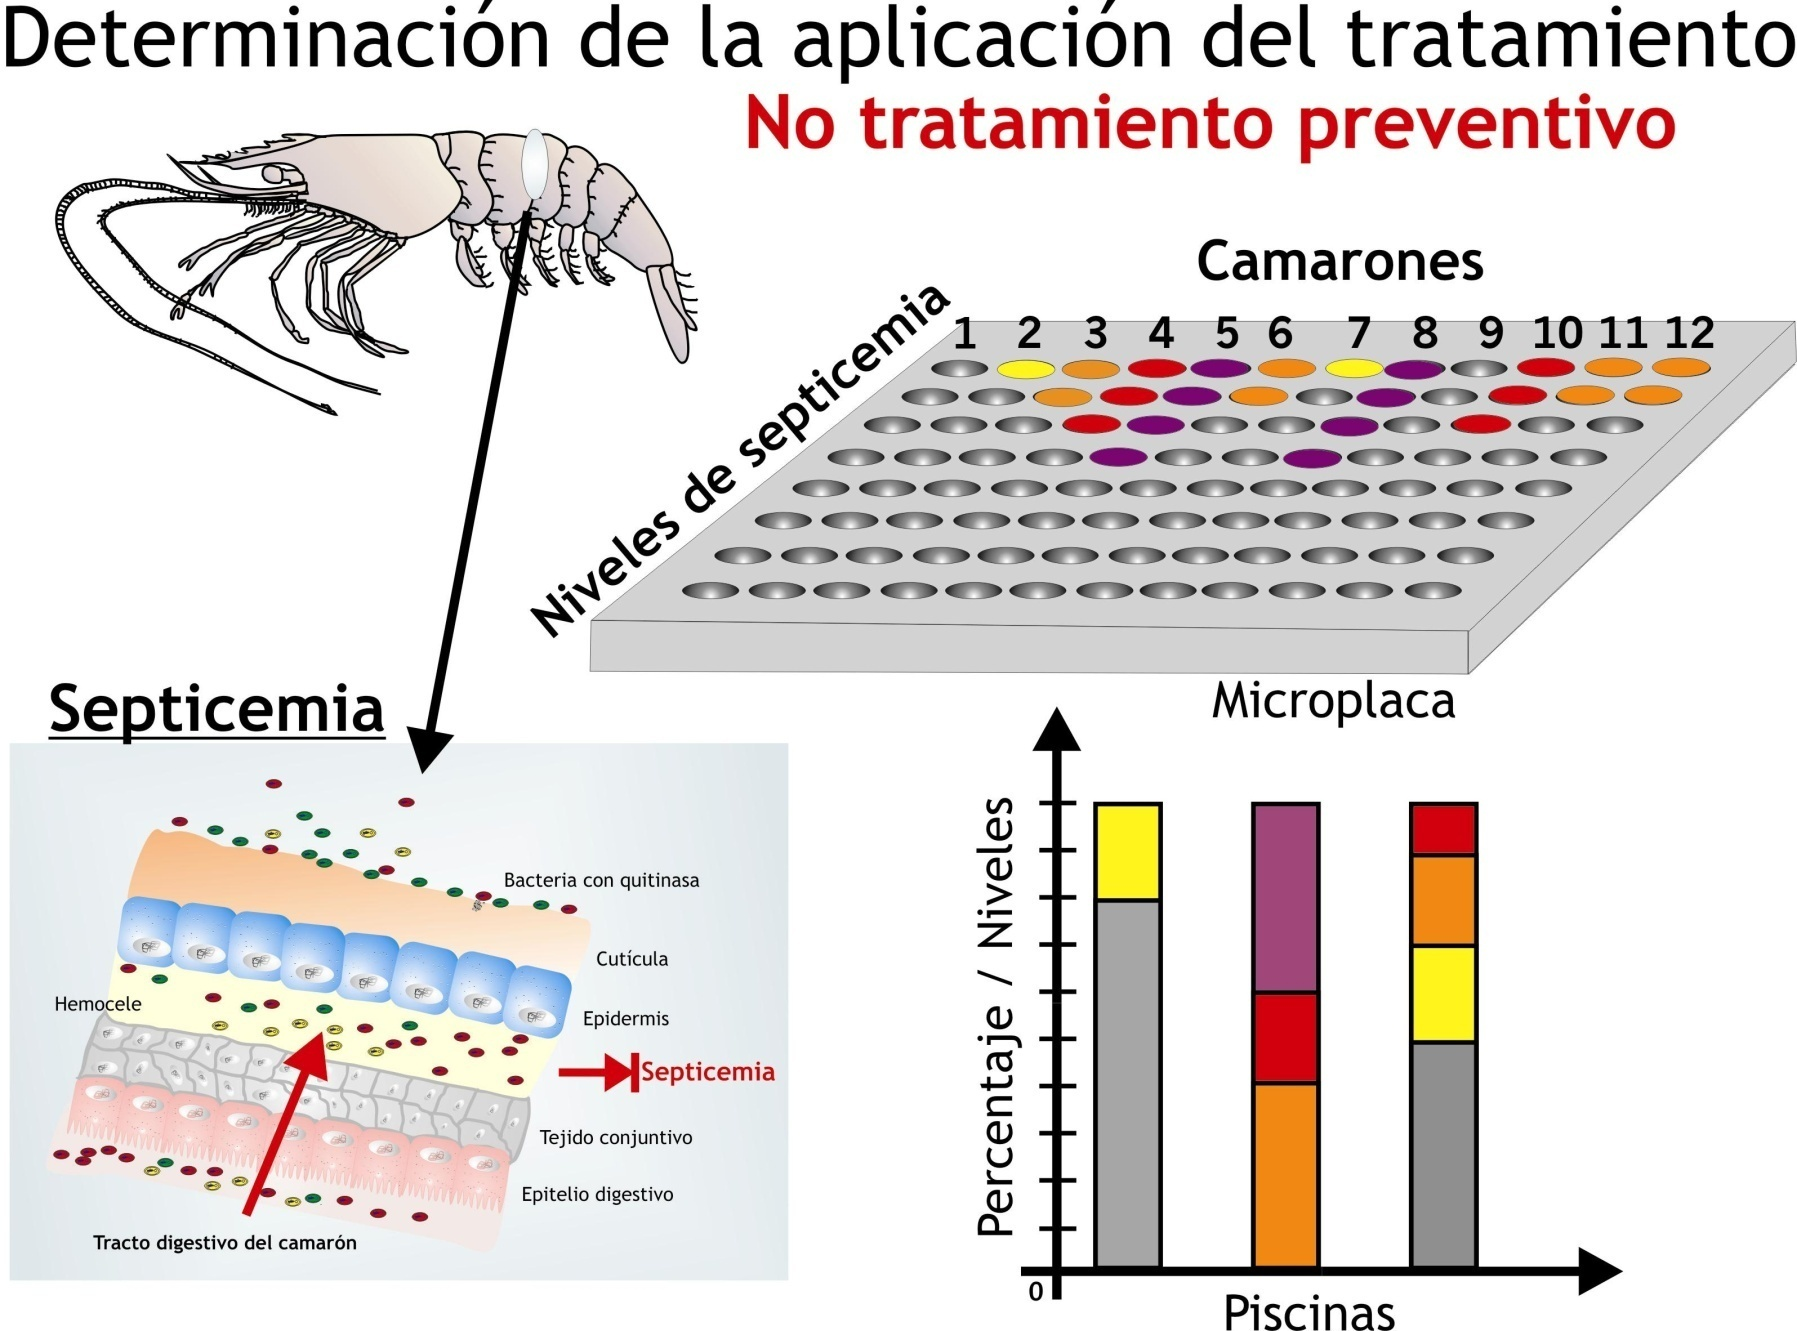 Determinación de la aplicación del tratamiento
No tratamiento preventivo
Camarones
1 2 3 4 5 6 7 8 9 10 11 12
Niveles de septicemia
Microplaca
Septicemia
Bacteria con quitinasa
Cutícula
Hemocele
Epidermis
Septicemia
Tejido conjuntivo
Epitelio digestivo
Tracto digestivo del camarón
Percentaje / Niveles
0
Piscinas